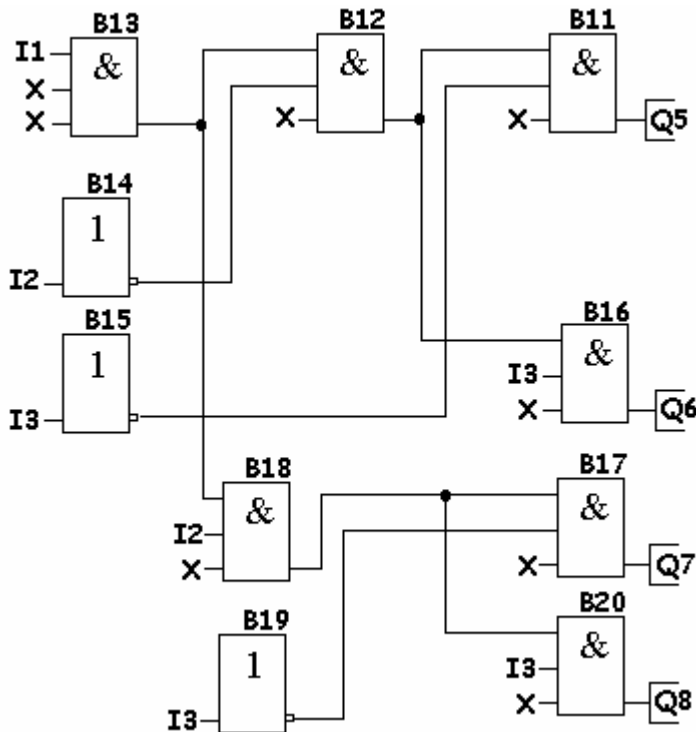 B13
B12
B11
I1
&
&
&
X
X
X
X
Q5
B14
1
I2
B15
1
I3
B16
&
I3
X
Q6
B18
&
I2
X
B17
&
X
Q7
B19
1
I3
B20
&
I3
X
Q8